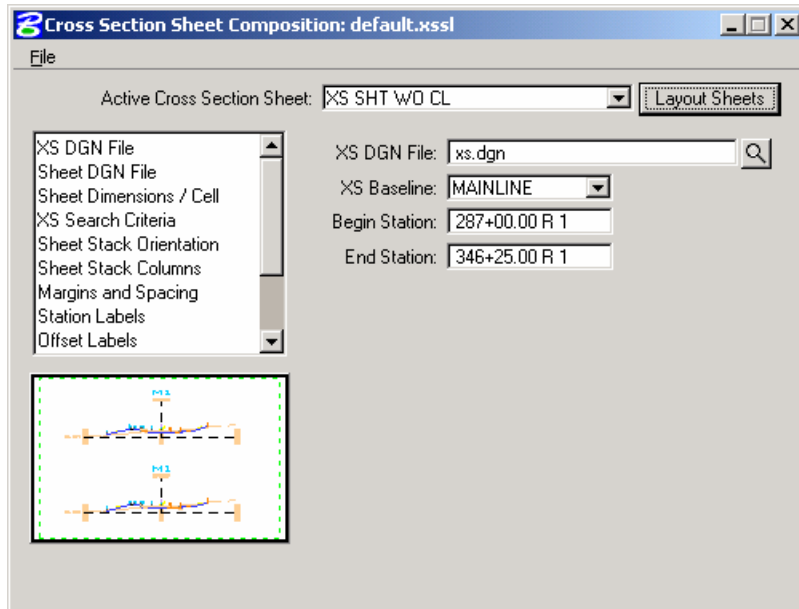 Cross Section Sheet Composition: default.xssl
File
Active Cross Section Sheet: XS SHT WO CL Layout Sheets
XS DGN File
Sheet DGN File
Sheet Dimensions / Cell
XS Search Criteria
Sheet Stack Orientation
Sheet Stack Columns
Margins and Spacing
Station Labels
Offset Labels
XS DGN File: xs.dgn
XS Baseline: MAINLINE
Begin Station: 287+00.00 R 1
End Station: 346+25.00 R 1